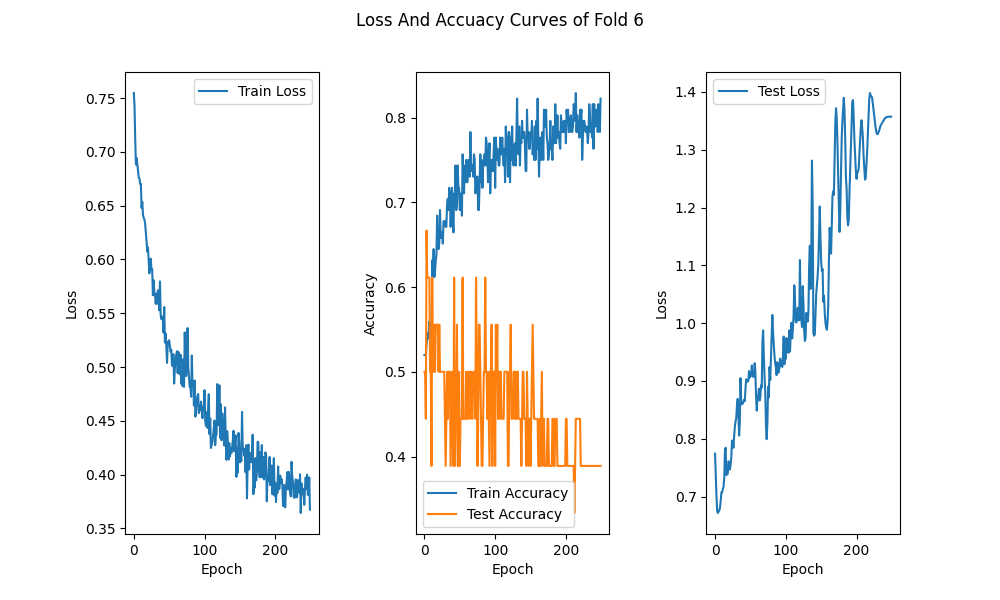 Loss And Accuacy Curves of Fold 6
Train Loss
0.75
0.70
0.65
0.60
0.55
0.50
0.45
0.40
0.35
Loss
0 100 200
Epoch
0.8
0.7
0.6
0.5
0.4
Accuracy
Train Accuracy
Test Accuracy
0 100 200
Epoch
Test Loss
1.4
1.3
1.2
1.1
1.0
0.9
0.8
0.7
Loss
0 100 200
Epoch